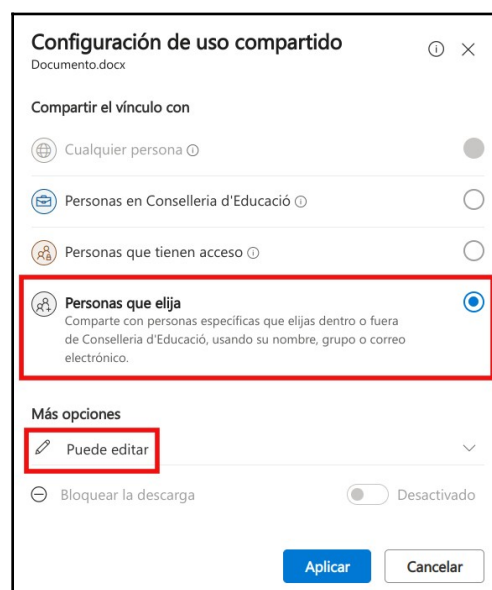 Configuración de uso compartido
Documento.docx
Compartir el vínculo con
Cualquier persona
Personas en Conselleria d'Educació
Personas que tienen acceso
Personas que elija
Comparte con personas específicas que elijas dentro o fuera
de Conselleria d'Educació, usando su nombre, grupo o correo
electrónico.
Más opciones
Puede editar
Bloquear la descarga Desactivado
Aplicar Cancelar